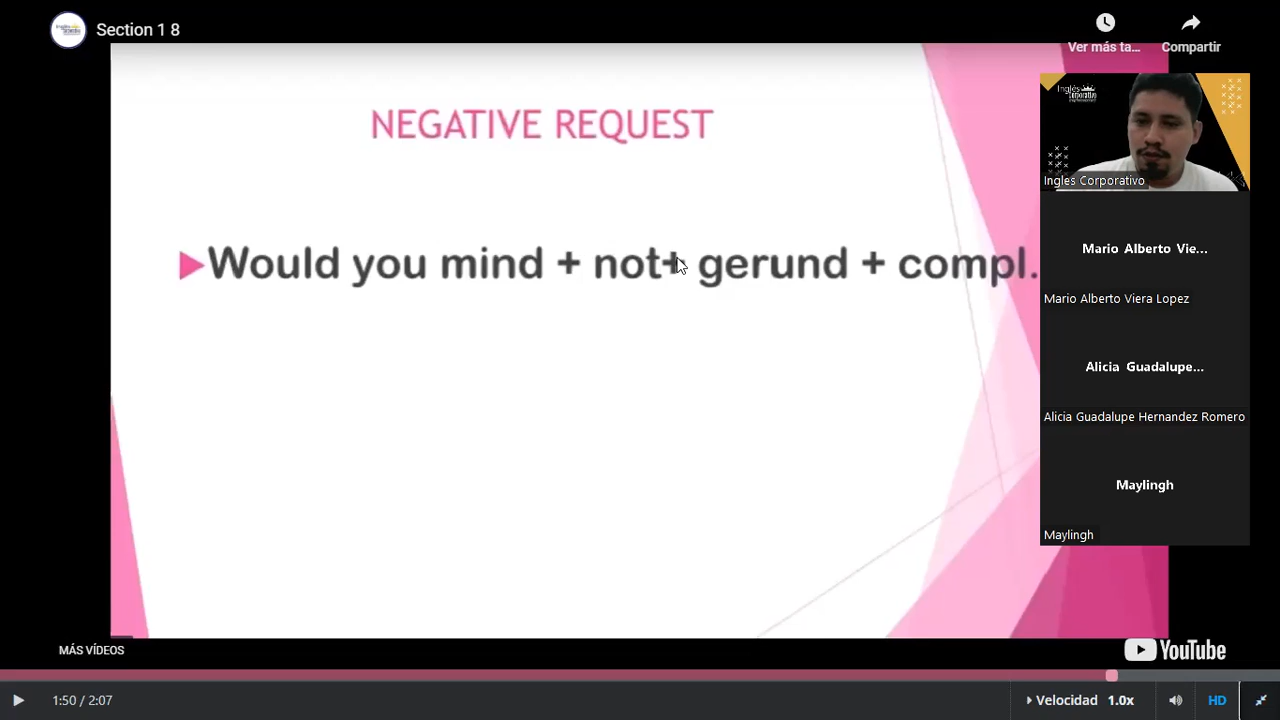 Section 1 8
Ver más ta...
Compartir
NEGATIVE REQUEST
Would you mind + not+ gerund + compl.
Inglés
corporativo
Ingles Corporativo
Mario Alberto Vie...
Mario Alberto Viera Lopez
Alicia Guadalupe...
Alicia Guadalupe Hernandez Romero
Maylingh
Maylingh
MÁS VÍDEOS
YouTube
1:50 / 2:07
Velocidad 1.0x
HD